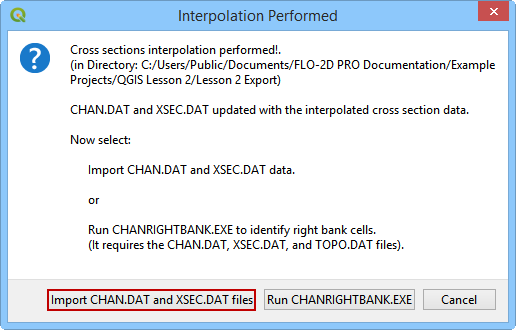 Interpolation Performed
Cross sections interpolation performed!.
(in Directory: C:/Users/Public/Documents/FLO-2D PRO Documentation/Example
Projects/QGIS Lesson 2/Lesson 2 Export)
CHAN.DAT and XSEC.DAT updated with the interpolated cross section data.
Now select:
Import CHAN.DAT and XSEC.DAT data.
or
Run CHANRIGHTBANK.EXE to identify right bank cells.
(It requires the CHAN.DAT, XSEC.DAT, and TOPO.DAT files).
Import CHAN.DAT and XSEC.DAT files Run CHANRIGHTBANK.EXE Cancel